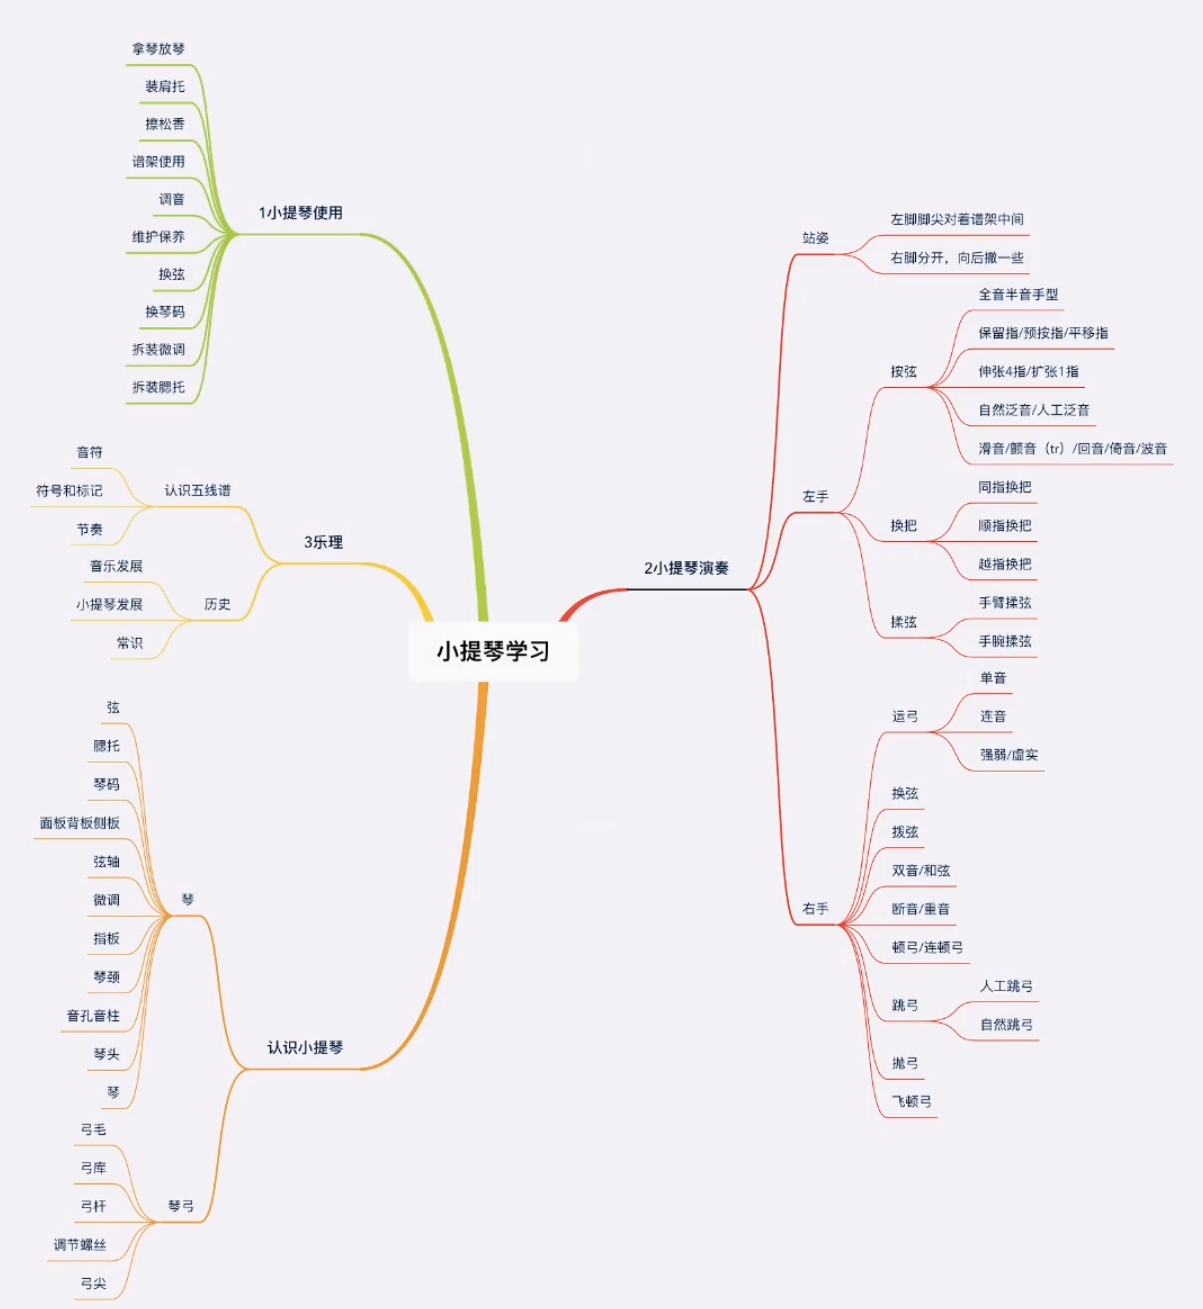 小提琴学习
1小提琴使用
拿琴放琴
装肩托
擦松香
谱架使用
调音
维护保养
换弦
换琴码
拆装微调
拆装腮托
3乐理
认识五线谱
音符
符号和标记
节奏
历史
音乐发展
小提琴发展
常识
认识小提琴
琴
弦
腮托
琴码
面板背板侧板
弦轴
微调
指板
琴颈
音孔音柱
琴头
琴
琴弓
弓毛
弓库
弓杆
调节螺丝
弓尖
2小提琴演奏
站姿
左脚脚尖对着谱架中间
右脚分开，向后撤一些
左手
按弦
全音半音手型
保留指/预按指/平移指
伸张4指/扩张1指
自然泛音/人工泛音
滑音/颤音（tr）/回音/倚音/波音
换把
同指换把
顺指换把
越指换把
揉弦
手臂揉弦
手腕揉弦
右手
运弓
单音
连音
强弱/虚实
换弦
拨弦
双音/和弦
断音/重音
顿弓/连顿弓
跳弓
人工跳弓
自然跳弓
抛弓
飞顿弓